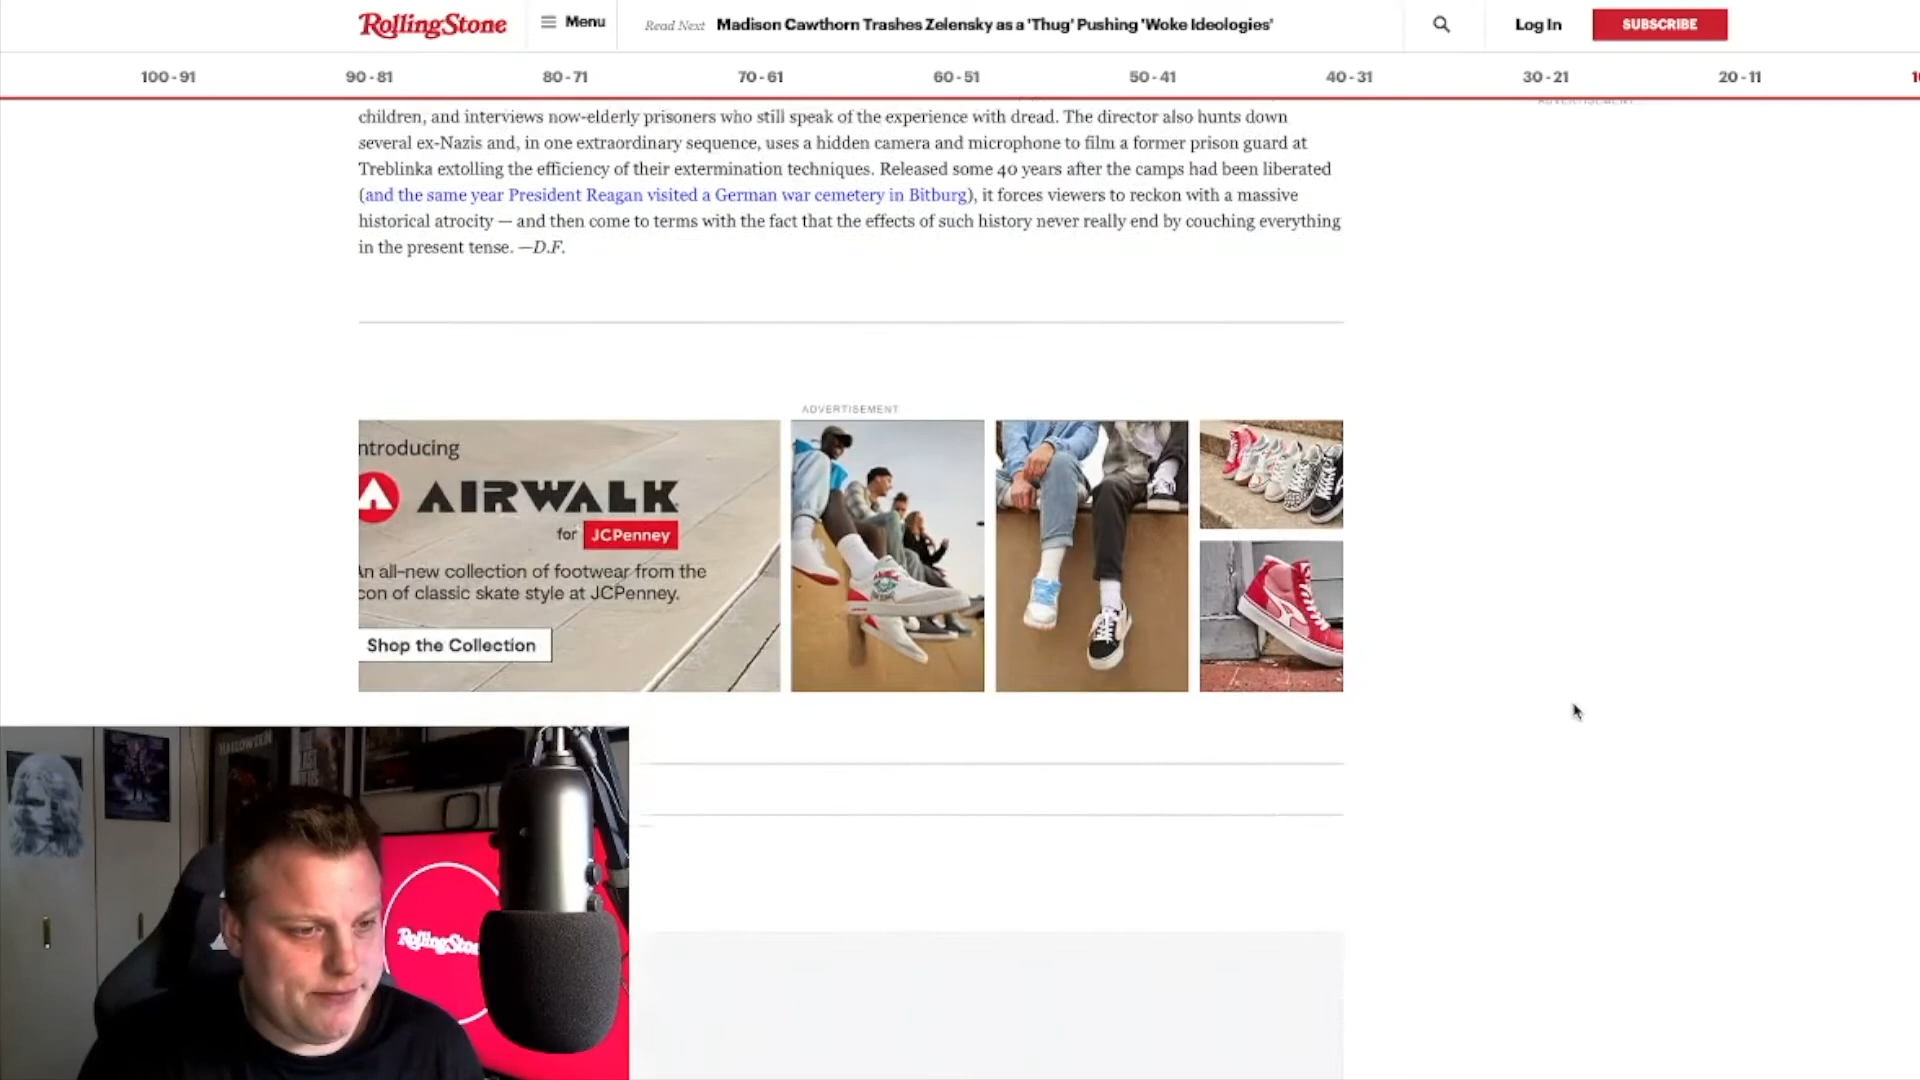 RollingStone
Menu
Read Next Madison Cawthorn Trashes Zelensky as a 'Thug' Pushing 'Woke Ideologies'
Log In
SUBSCRIBE
100 - 91
90 - 81
80 - 71
70 - 61
60 - 51
50 - 41
40 - 31
30 - 21
20 - 11
ADVERTISEMENT
children, and interviews now-elderly prisoners who still speak of the experience with dread. The director also hunts down
several ex-Nazis and, in one extraordinary sequence, uses a hidden camera and microphone to film a former prison guard at
Treblinka extolling the efficiency of their extermination techniques. Released some 40 years after the camps had been liberated
(and the same year President Reagan visited a German war cemetery in Bitburg), it forces viewers to reckon with a massive
historical atrocity — and then come to terms with the fact that the effects of such history never really end by couching everything
in the present tense. —D.F.
ADVERTISEMENT
ntroducing
AIRWALK
for JCPenney
An all-new collection of footwear from the
con of classic skate style at JCPenney.
Shop the Collection
HALLOWEEN
RollingSto